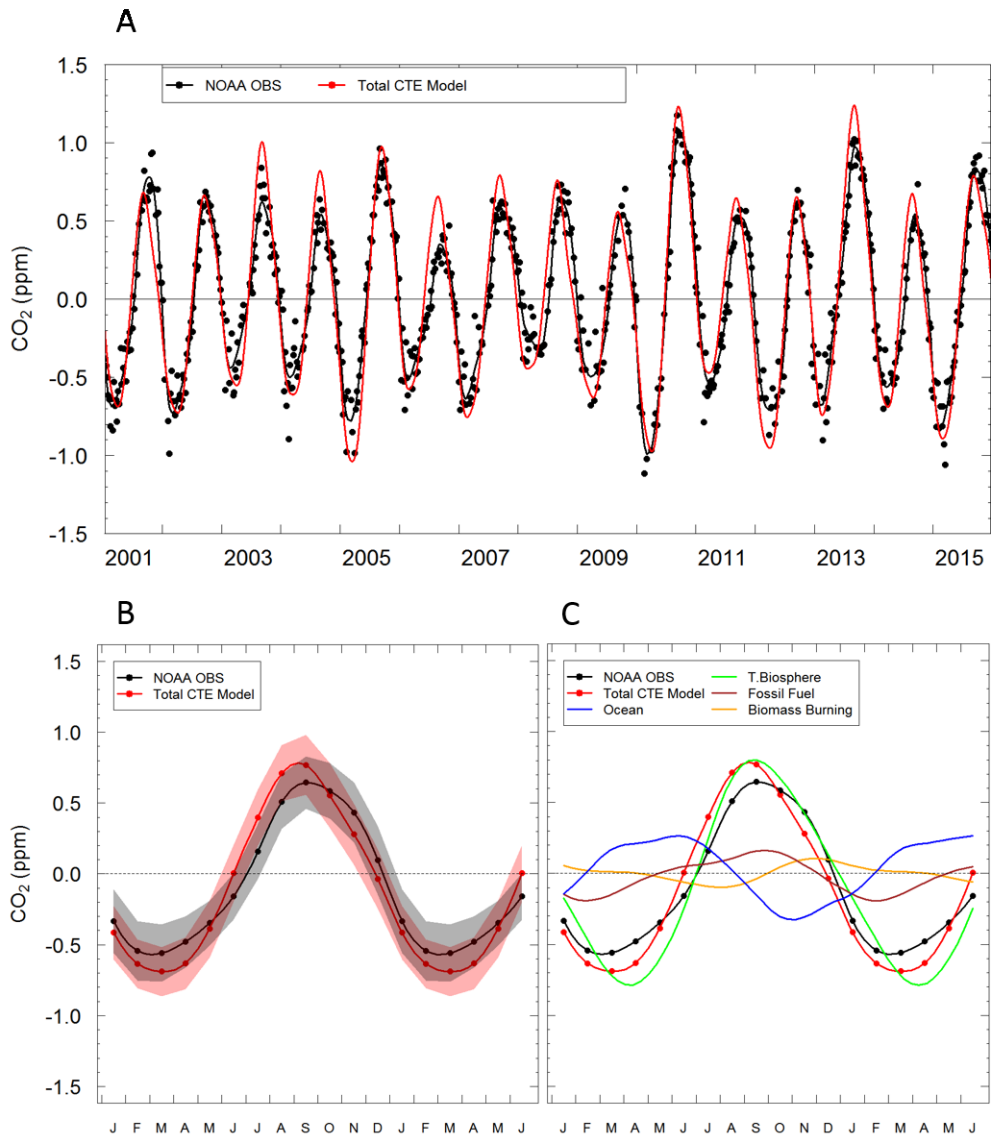 A
1.5
NOAA OBS Total CTE Model
1.0
0.5
CO2 (ppm)
0.0
-0.5
-1.0
-1.5
2001 2003 2005 2007 2009 2011 2013 2015
B C
1.5
NOAA OBS
Total CTE Model
NOAA OBS T.Biosphere
Total CTE Model Fossil Fuel
Ocean Biomass Burning
1.0
0.5
CO2 (ppm)
0.0
-0.5
-1.0
-1.5
J F M A M J J A S O N D J F M A M J
J F M A M J J A S O N D J F M A M J